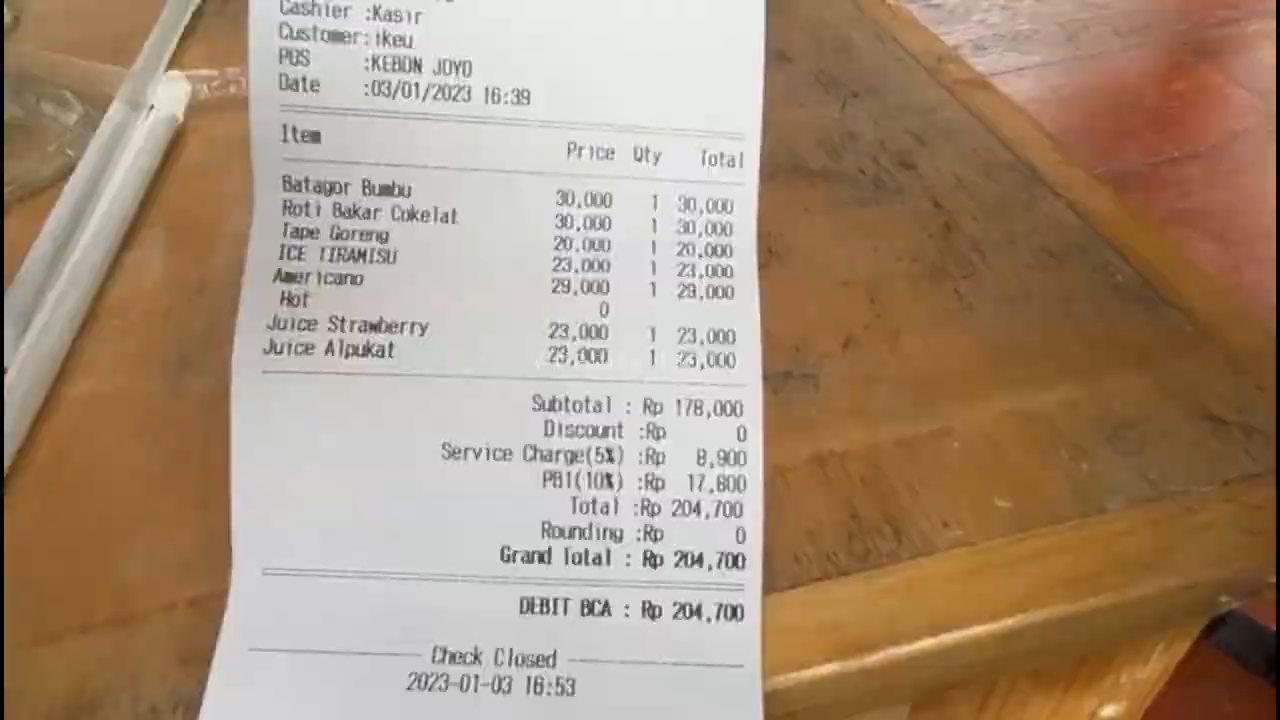 Cashier :Kasir
Customer:ikeu
POS :KEBON JOYO
Date :03/01/2023 16:39
Item Price Qty Total
Batagor Bumbu 30,000 1 30,000
Roti Bakar Cokelat 30,000 1 30,000
Tape Goreng 20,000 1 20,000
ICE TIRAMISU 23,000 1 23,000
Americano 29,000 1 29,000
Hot 0
Juice Strawberry 23,000 1 23,000
Juice Alpukat 23,000 1 23,000
Subtotal : Rp 178,000
Discount :Rp 0
Service Charge(5%) :Rp 8,900
PB1(10%) :Rp 17,800
Total :Rp 204,700
Rounding :Rp 0
Grand Total : Rp 204,700
DEBIT BCA : Rp 204,700
Check Closed
2023-01-03 16:53